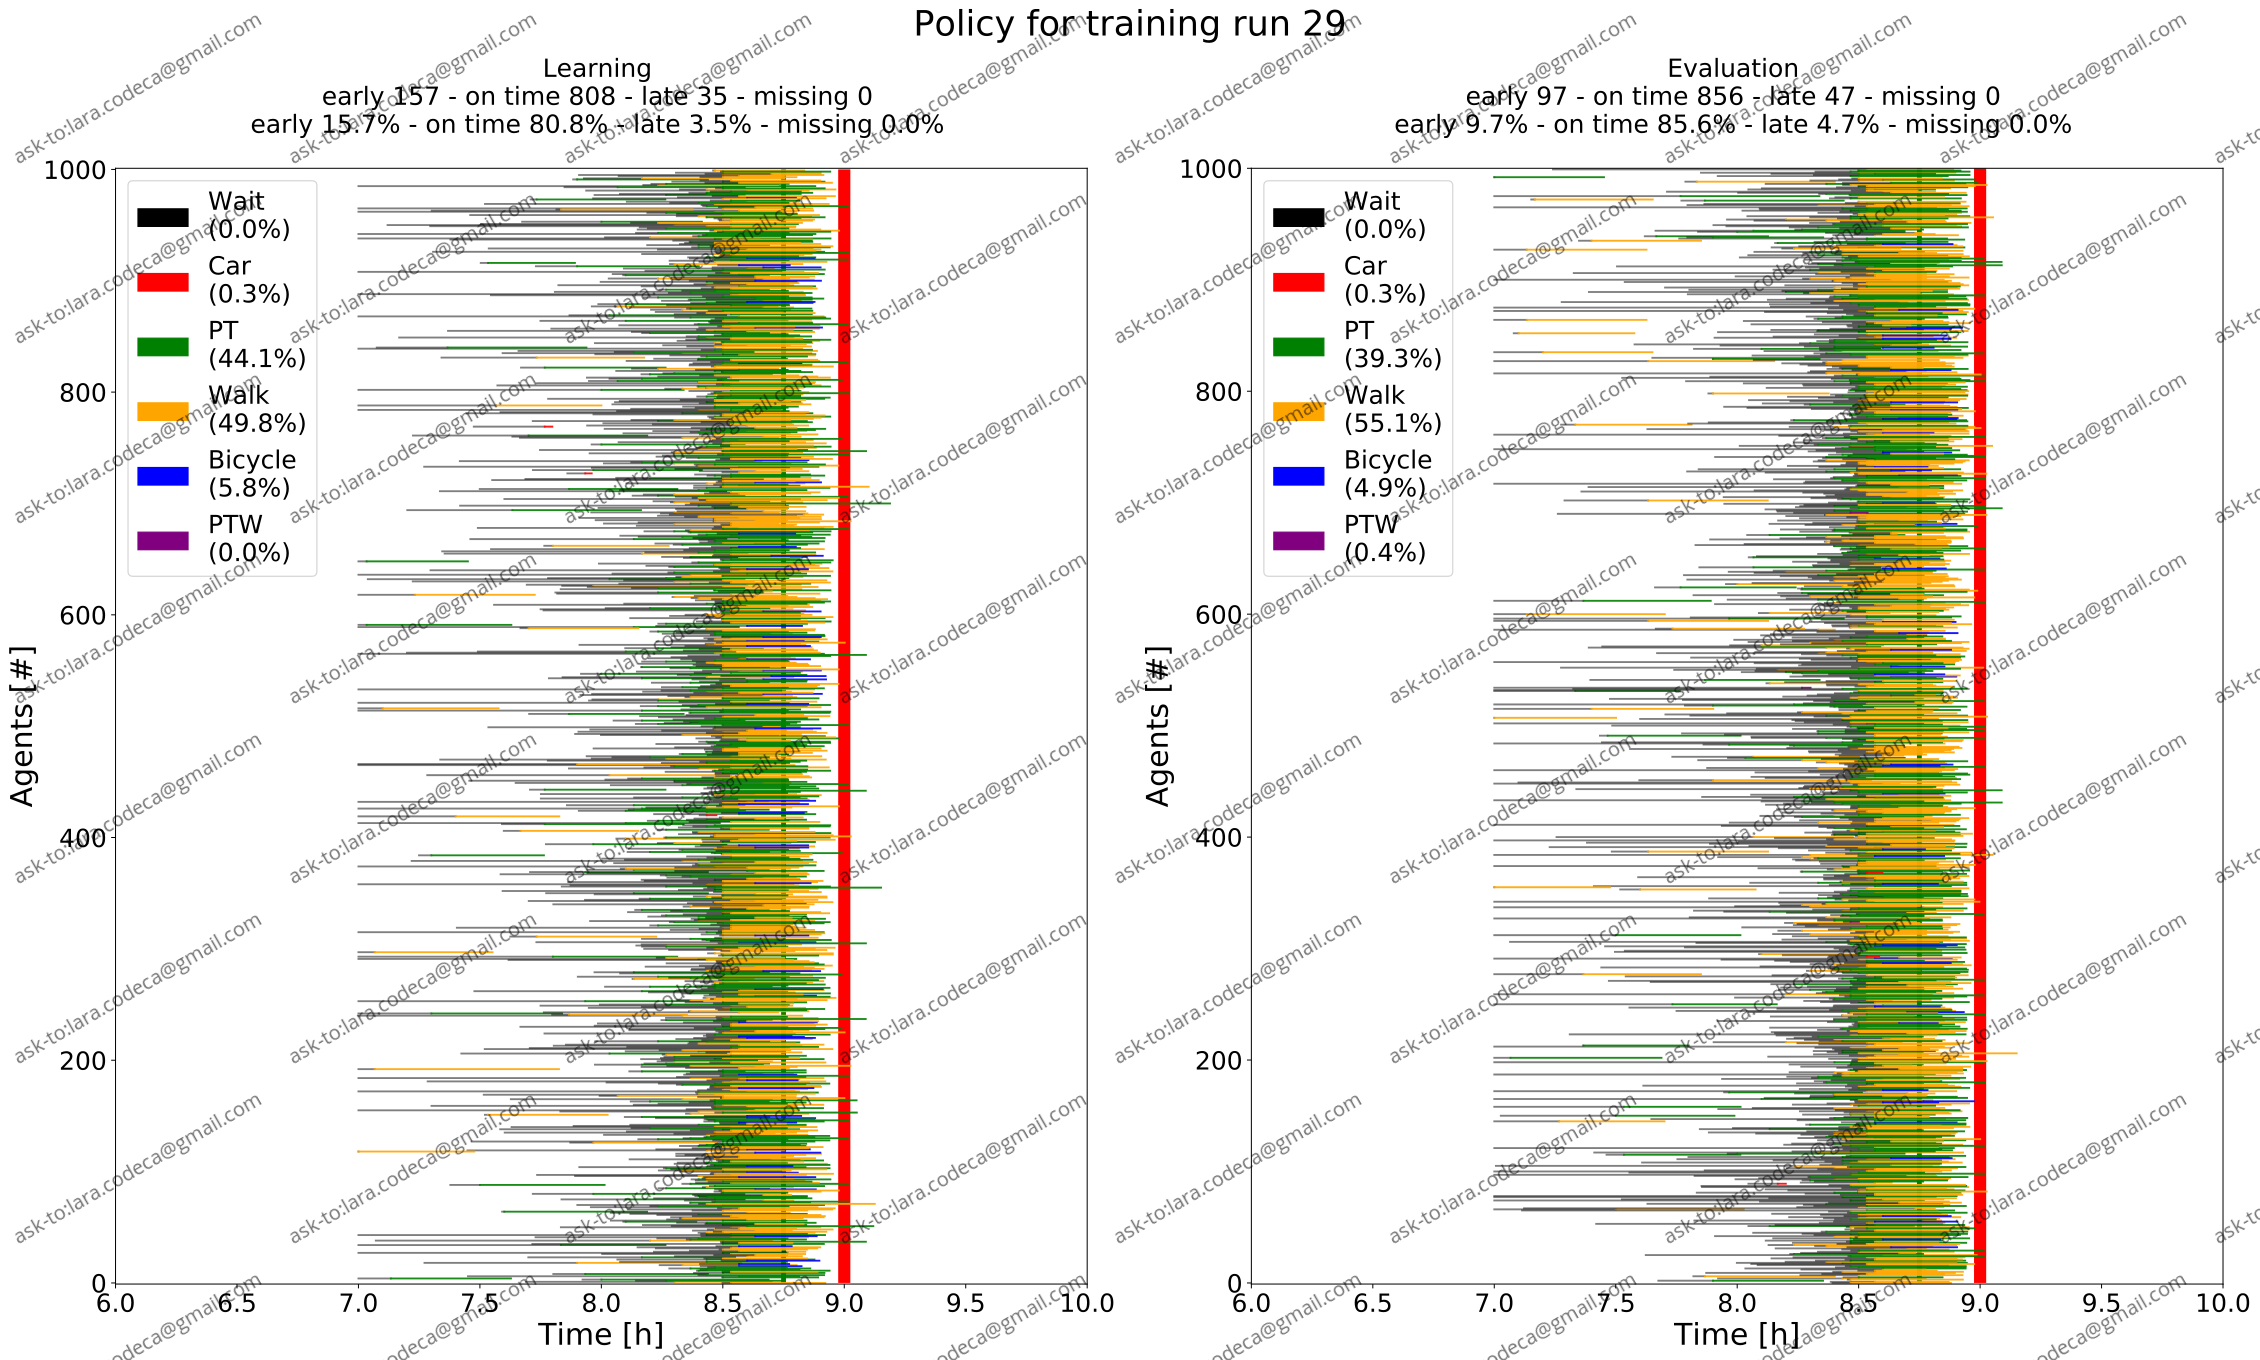 Policy for training run 29
Learning
early 157 - on time 808 - late 35 - missing 0
early 15.7% - on time 80.8% - late 3.5% - missing 0.0%
1000
800
600
400
200
0
Agents [#]
Wait
(0.0%)
Car
(0.3%)
PT
(44.1%)
Walk
(49.8%)
Bicycle
(5.8%)
PTW
(0.0%)
6.0 6.5 7.0 7.5 8.0 8.5 9.0 9.5 10.0
Time [h]
Evaluation
early 97 - on time 856 - late 47 - missing 0
early 9.7% - on time 85.6% - late 4.7% - missing 0.0%
1000
800
600
400
200
0
Agents [#]
Wait
(0.0%)
Car
(0.3%)
PT
(39.3%)
Walk
(55.1%)
Bicycle
(4.9%)
PTW
(0.4%)
6.0 6.5 7.0 7.5 8.0 8.5 9.0 9.5 10.0
Time [h]
ask-to:lara.codeca@gmail.com